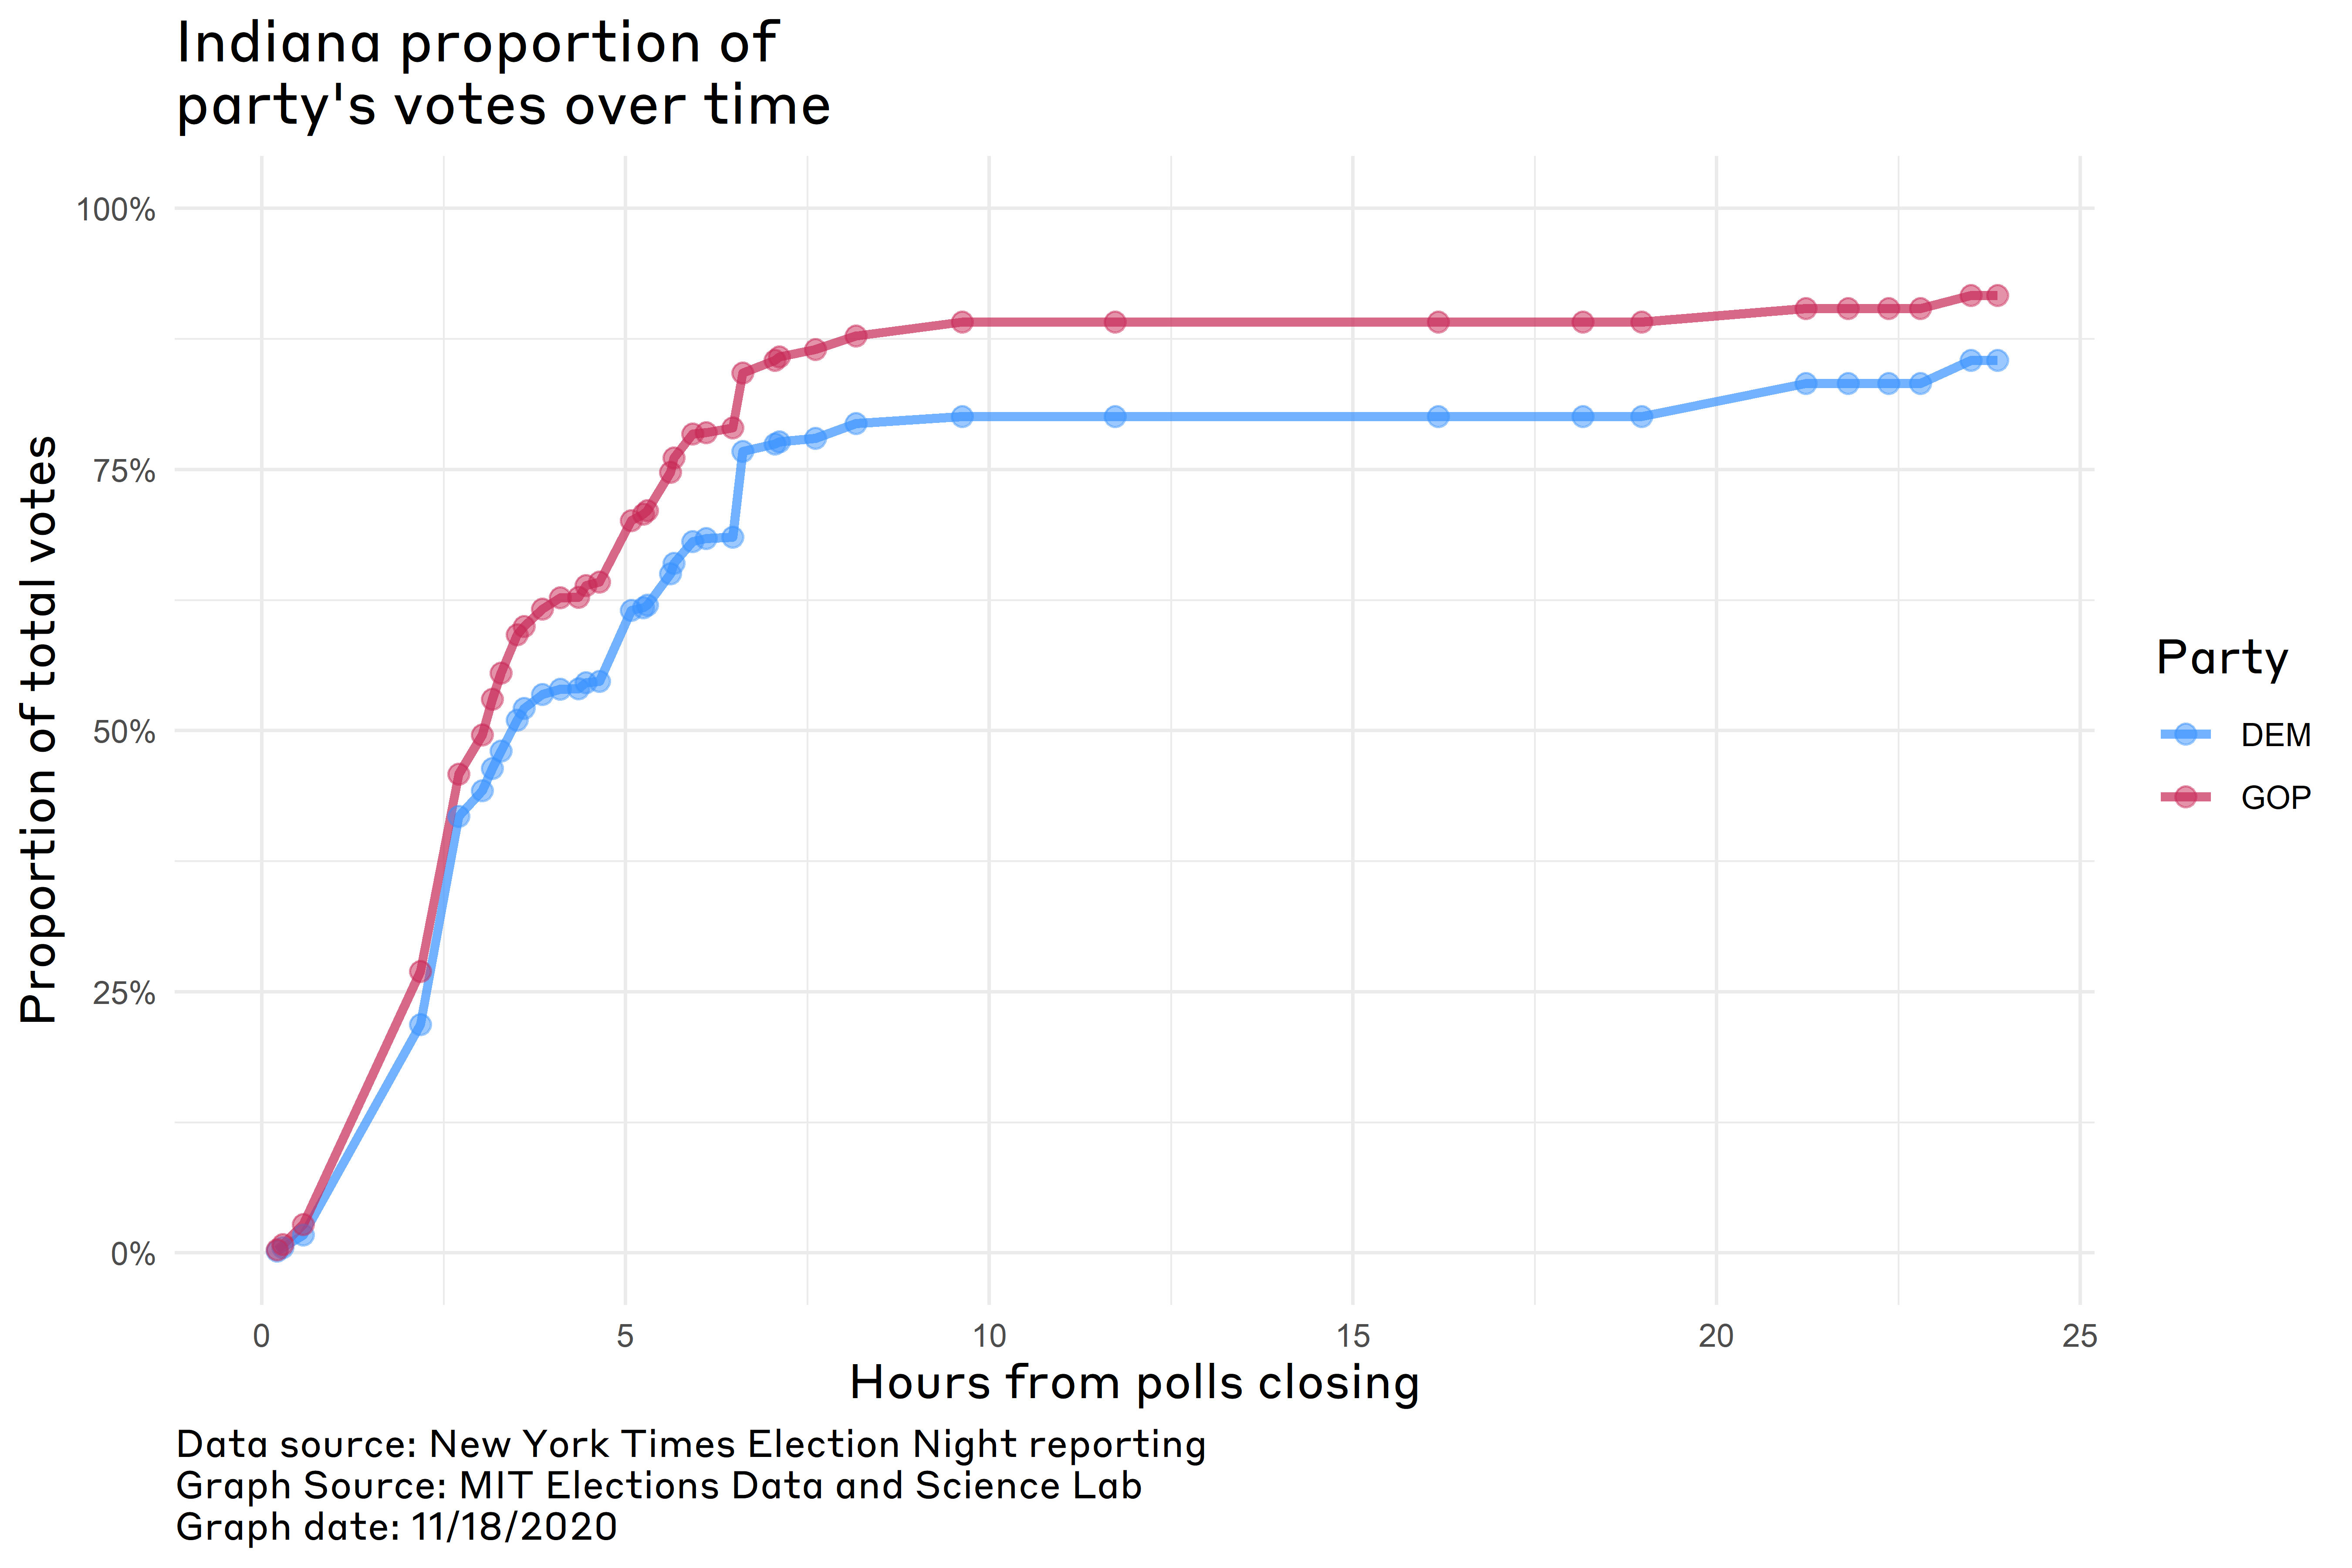 Indiana proportion of
party's votes over time
100%
75%
50%
25%
0%
Proportion of total votes
0 5 10 15 20 25
Hours from polls closing
Party
DEM
GOP
Data source: New York Times Election Night reporting
Graph Source: MIT Elections Data and Science Lab
Graph date: 11/18/2020